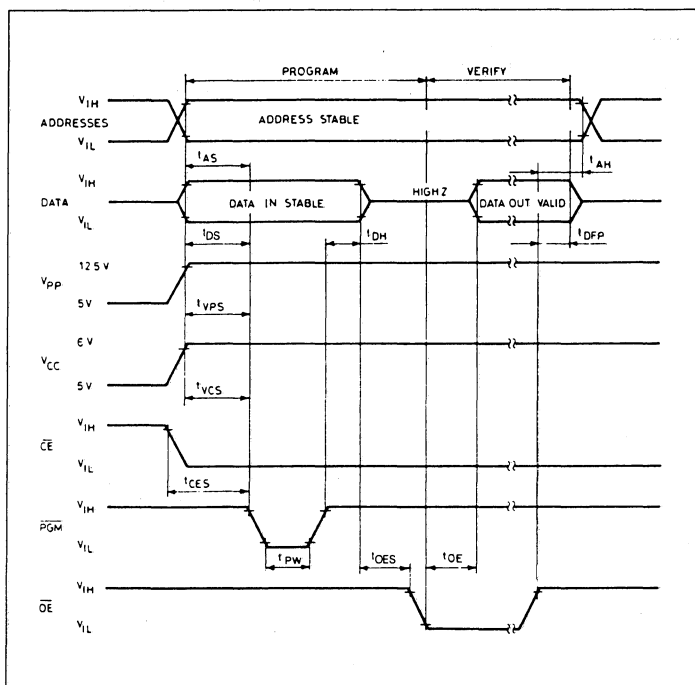 PROGRAM VERIFY
VIH
ADDRESSES ADDRESS STABLE
VIL
tAS tAH
VIH
DATA DATA IN STABLE HIGH Z DATA OUT VALID
VIL
tDS tDH tDFP
12 5 V
VPP
5V
tVPS
6 V
VCC
5V
tVCS
VIH
CE
VIL
tCES
VIH
PGM
VIL
tPW tOES tOE
VIH
OE
VIL